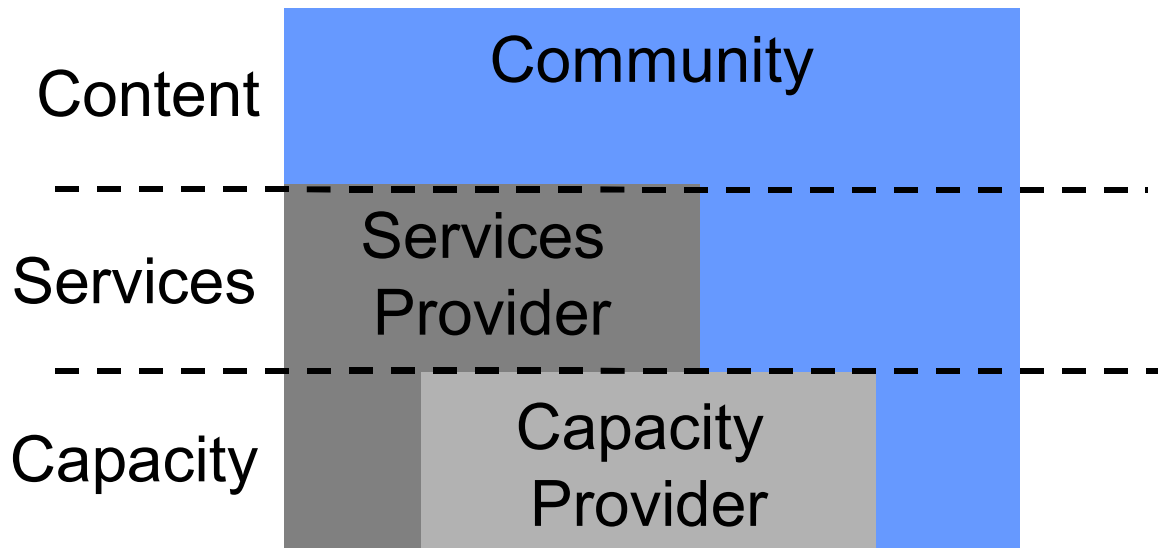 Community
Content
Services
Provider
Services
Capacity
Provider
Capacity